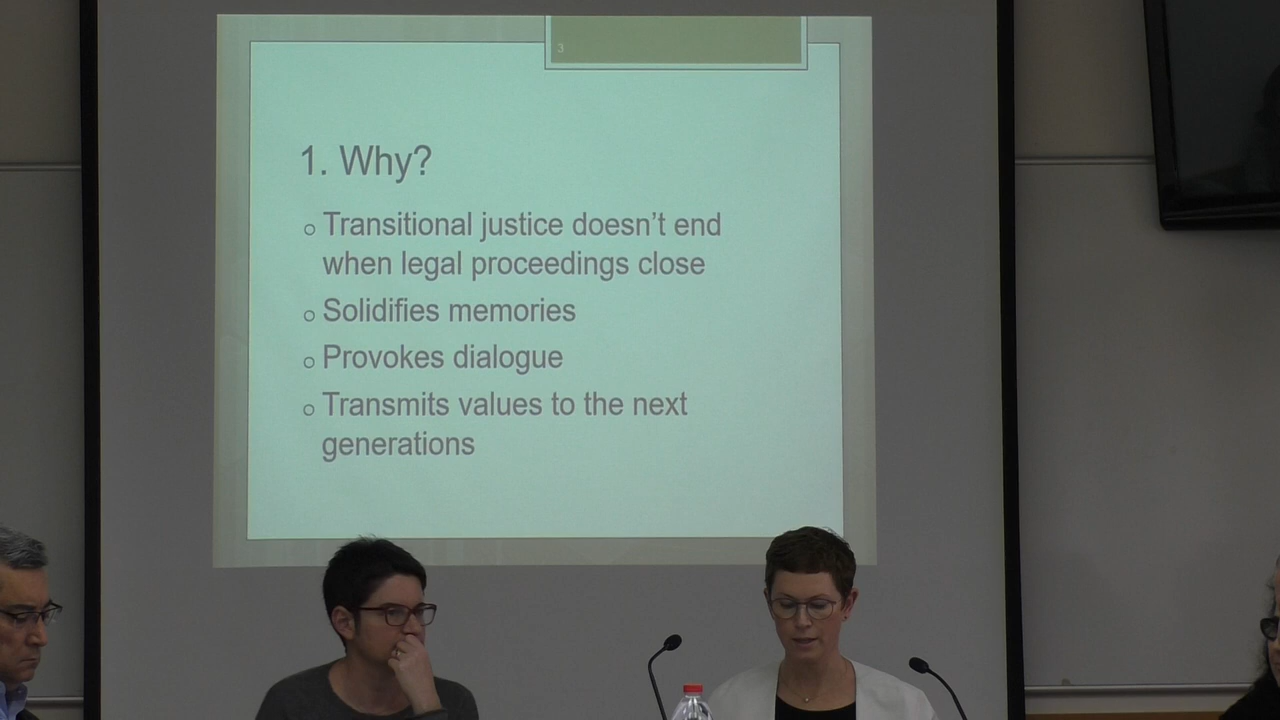 3
1. Why?
Transitional justice doesn't end
when legal proceedings close
Solidifies memories
Provokes dialogue
Transmits values to the next
generations